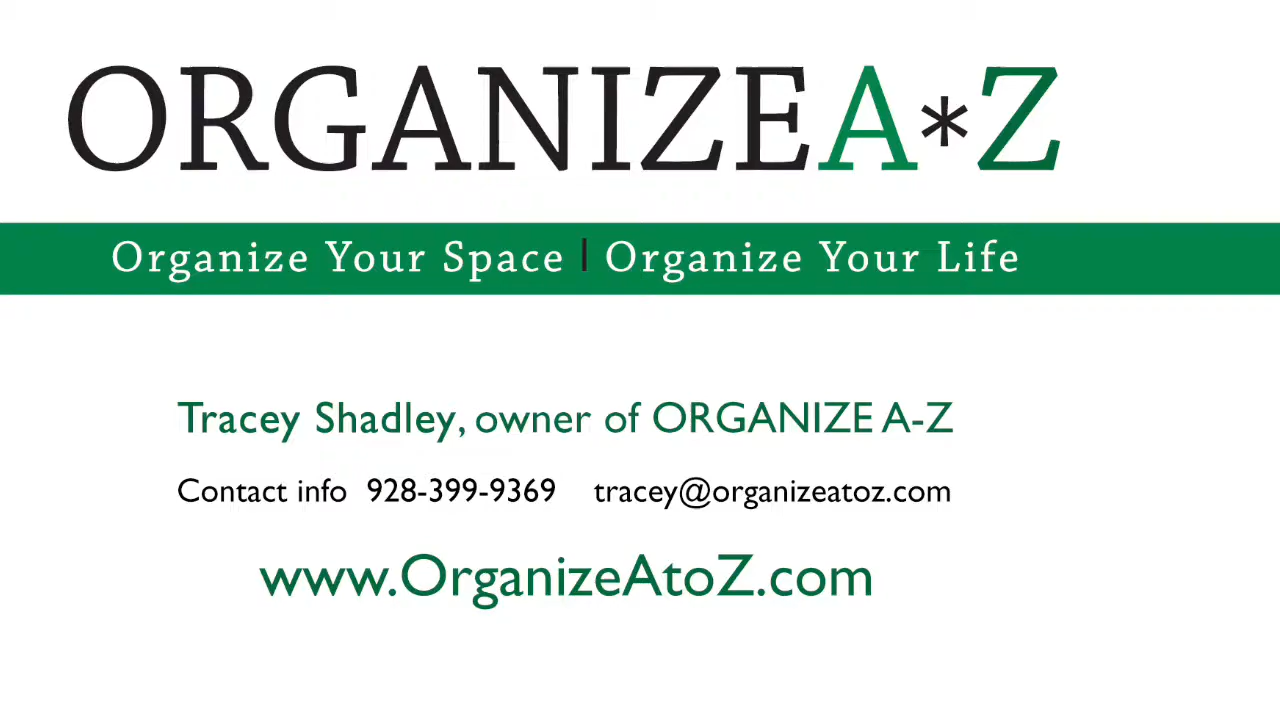 ORGANIZEA*Z
Organize Your Space | Organize Your Life
Tracey Shadley, owner of ORGANIZE A-Z
Contact info 928-399-9369 tracey@organizeatoz.com
www.OrganizeAtoZ.com